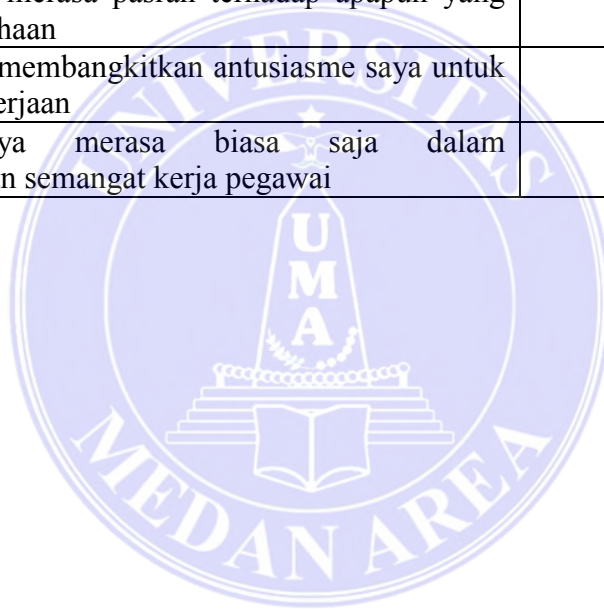 merasa pasrah terhadap apapun yang
haan
membangkitkan antusiasme saya untuk
erjaan
ya merasa biasa saja dalam
n semangat kerja pegawai
UNIVERSITAS
UMA
MEDAN AREA